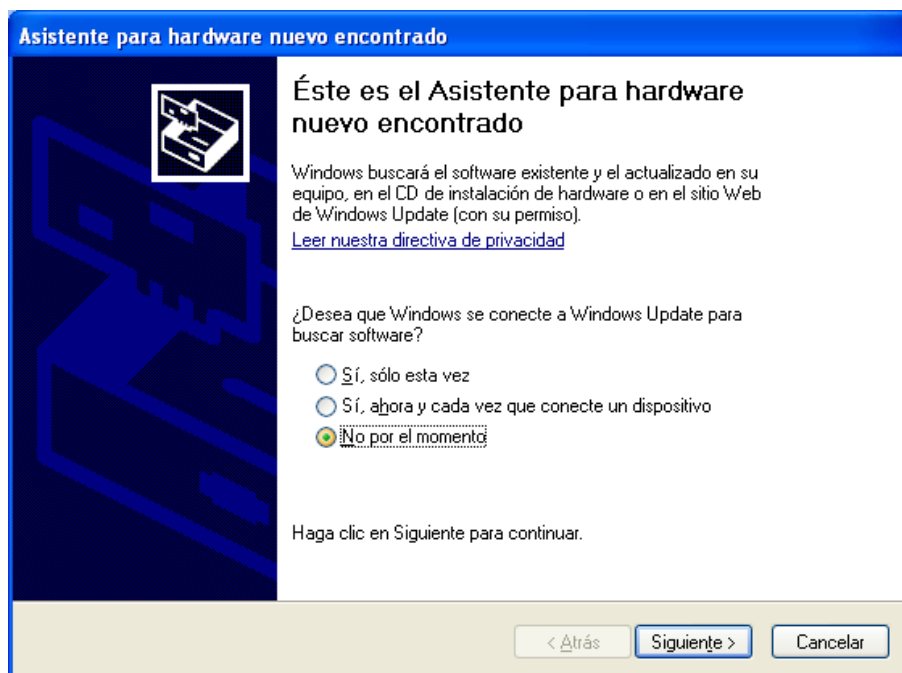 Asistente para hardware nuevo encontrado
Éste es el Asistente para hardware
nuevo encontrado
Windows buscará el software existente y el actualizado en su
equipo, en el CD de instalación de hardware o en el sitio Web
de Windows Update (con su permiso).
Leer nuestra directiva de privacidad
¿Desea que Windows se conecte a Windows Update para
buscar software?
Sí, sólo esta vez
Sí, ahora y cada vez que conecte un dispositivo
No por el momento
Haga clic en Siguiente para continuar.
< Atrás
Siguiente >
Cancelar